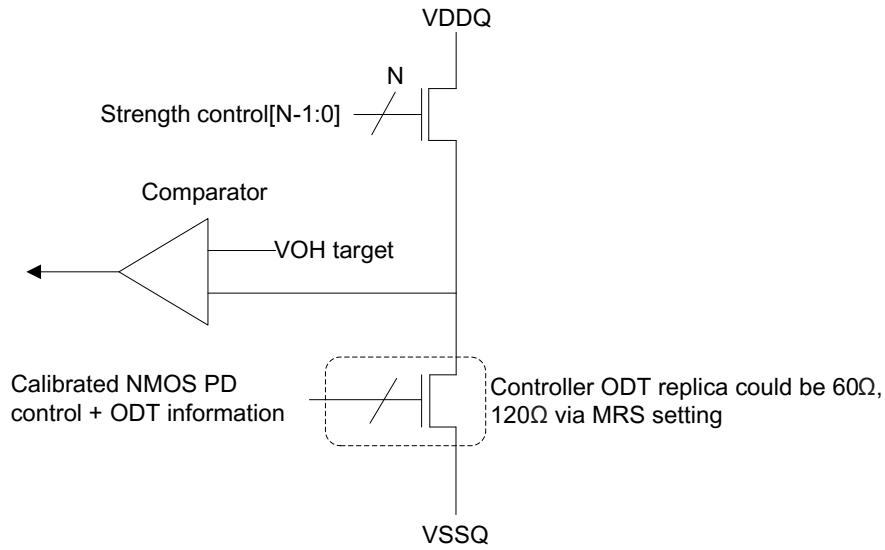 VDDQ
N
Strength control[N-1:0]
Comparator
VOH target
Calibrated NMOS PD
control + ODT information
Controller ODT replica could be 60Ω,
120Ω via MRS setting
VSSQ